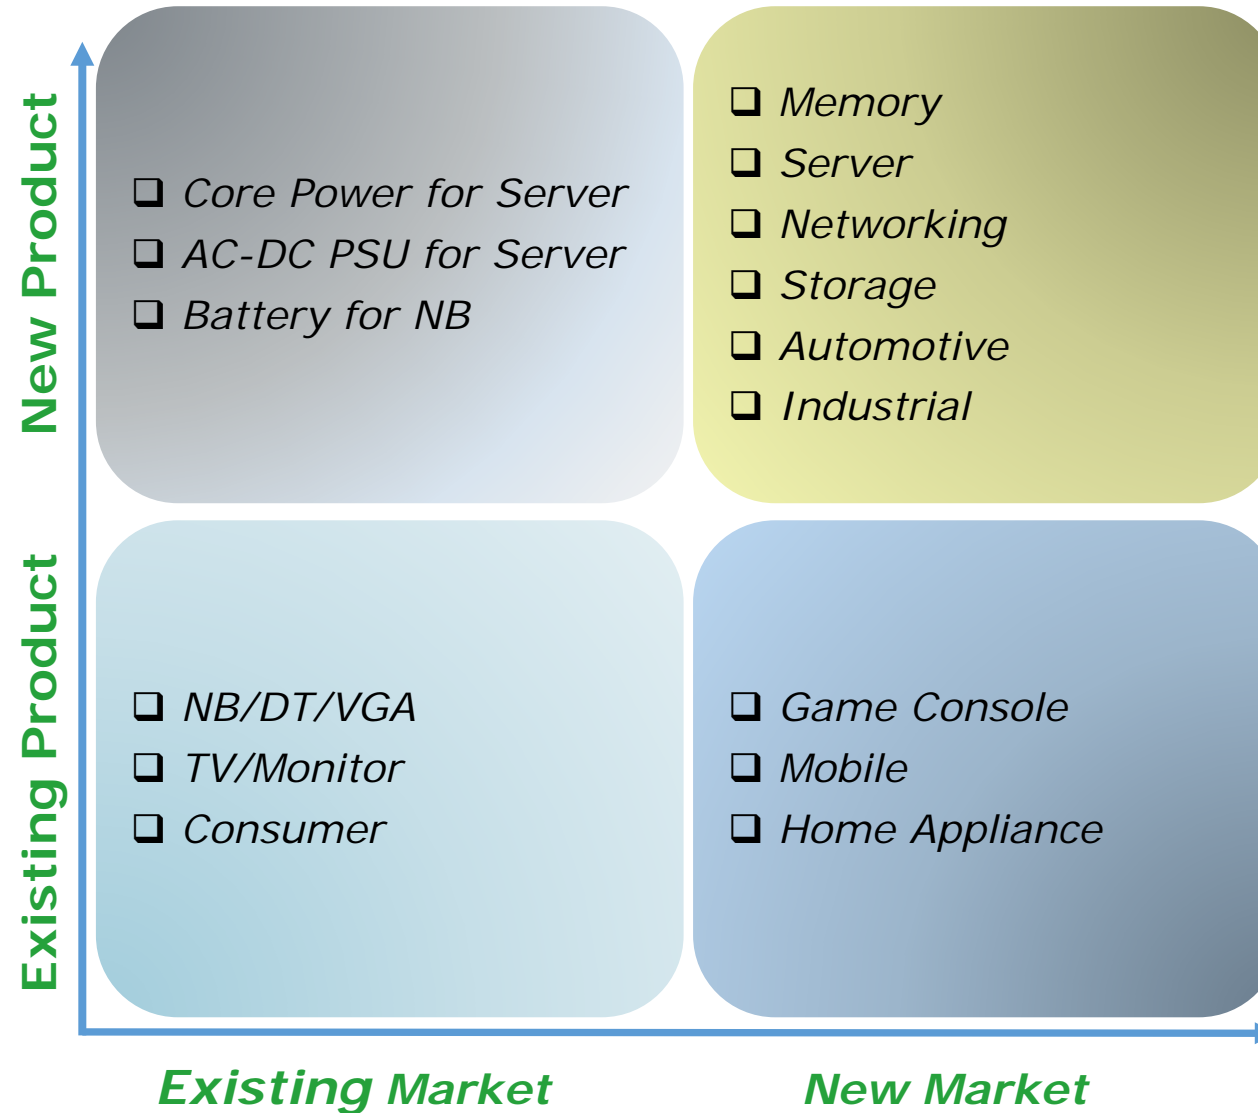 New Product
Core Power for Server
AC-DC PSU for Server
Battery for NB
Memory
Server
Networking
Storage
Automotive
Industrial
Existing Product
NB/DT/VGA
TV/Monitor
Consumer
Game Console
Mobile
Home Appliance
Existing Market
New Market